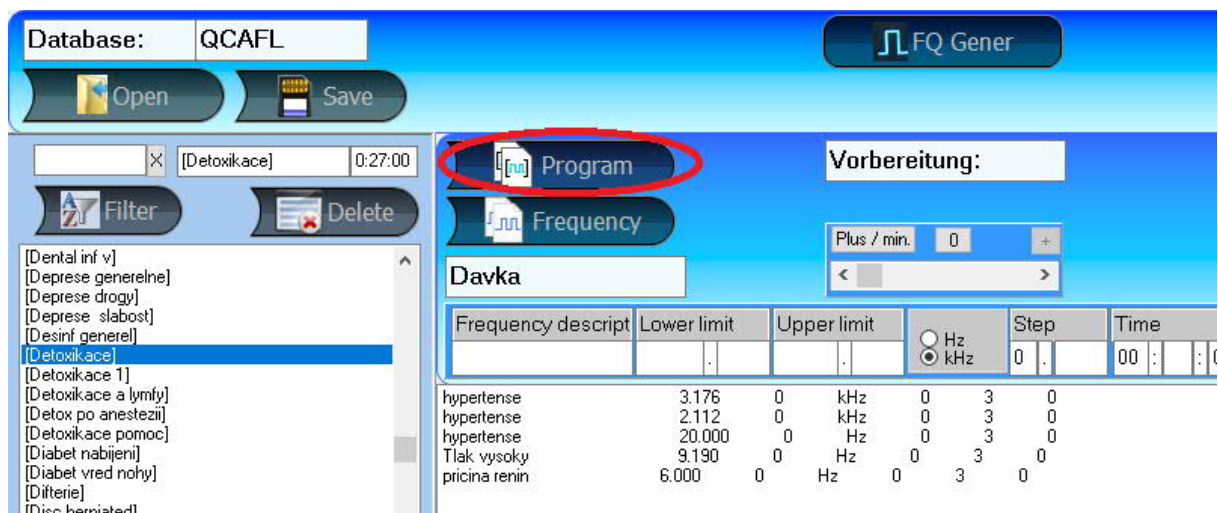 Database: QCAFL
FQ Gener
Open Save
X [Detoxikace] 0:27:00
Filter Delete
[Dental inf v]
[Deprese generelne]
[Deprese drogy]
[Deprese slabost]
[Desinf generel]
[Detoxikace]
[Detoxikace 1]
[Detoxikace a lymfy]
[Detox po anestezii]
[Detoxikace pomoc]
[Diabet nabijeni]
[Diabet vred nohy]
[Difterie]
[Disc herniated]
Program
Frequency
Vorbereitung:
Plus / min. 0 +
< >
Davka
Frequency descript Lower limit Upper limit Hz kHz Step Time
. . 0 . 00 : : 0
hypertense 3.176 0 kHz 0 3 0
hypertense 2.112 0 kHz 0 3 0
hypertense 20.000 0 Hz 0 3 0
Tlak vysoky 9.190 0 Hz 0 3 0
pricina renin 6.000 0 Hz 0 3 0